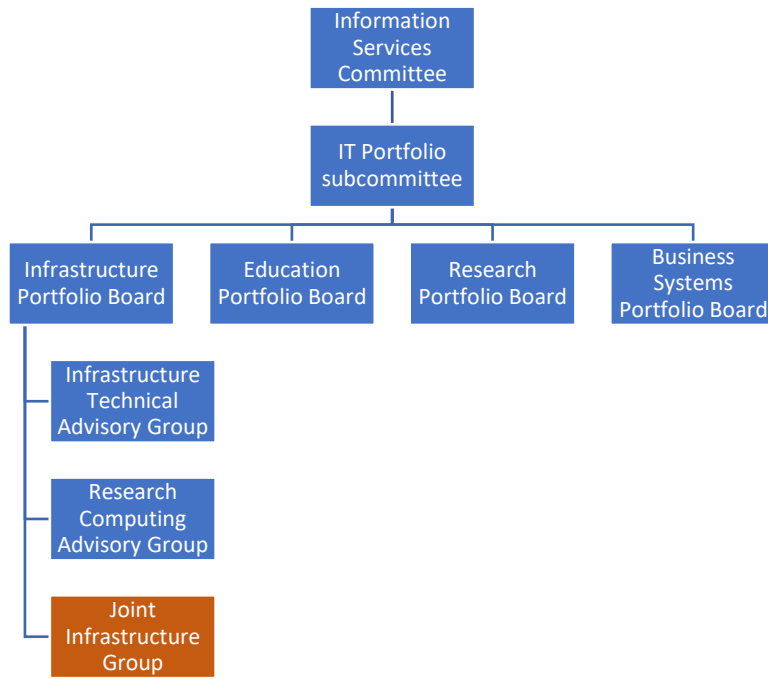 Information
Services
Committee
IT Portfolio
subcommittee
Infrastructure
Portfolio Board
Education
Portfolio Board
Research
Portfolio Board
Business
Systems
Portfolio Board
Infrastructure
Technical
Advisory Group
Research
Computing
Advisory Group
Joint
Infrastructure
Group